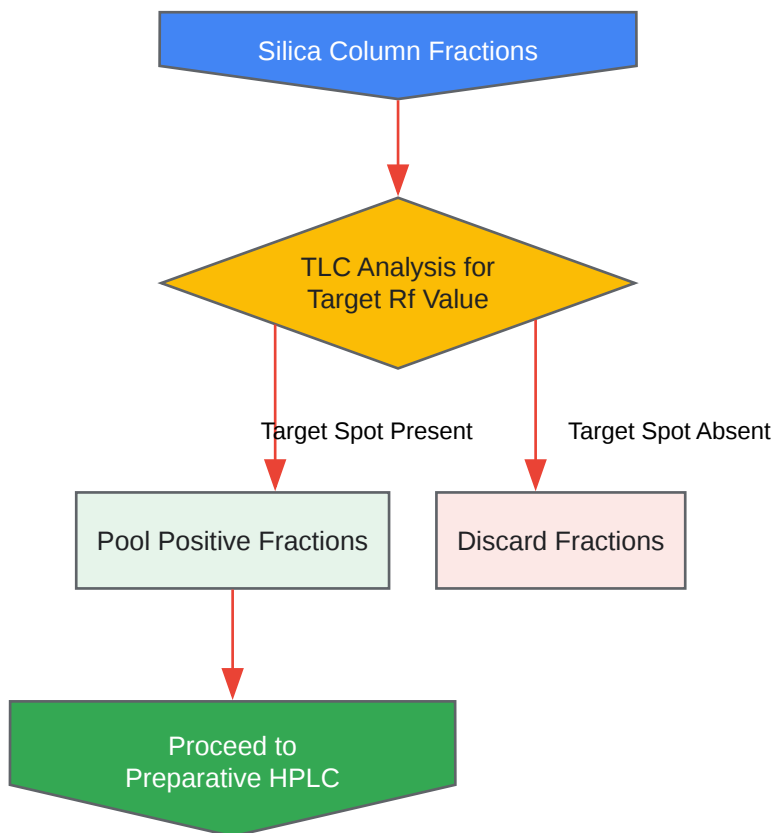 Silica Column Fractions
TLC Analysis for
Target Rf Value
Target Spot Present
Target Spot Absent
Pool Positive Fractions
Discard Fractions
Proceed to
Preparative HPLC